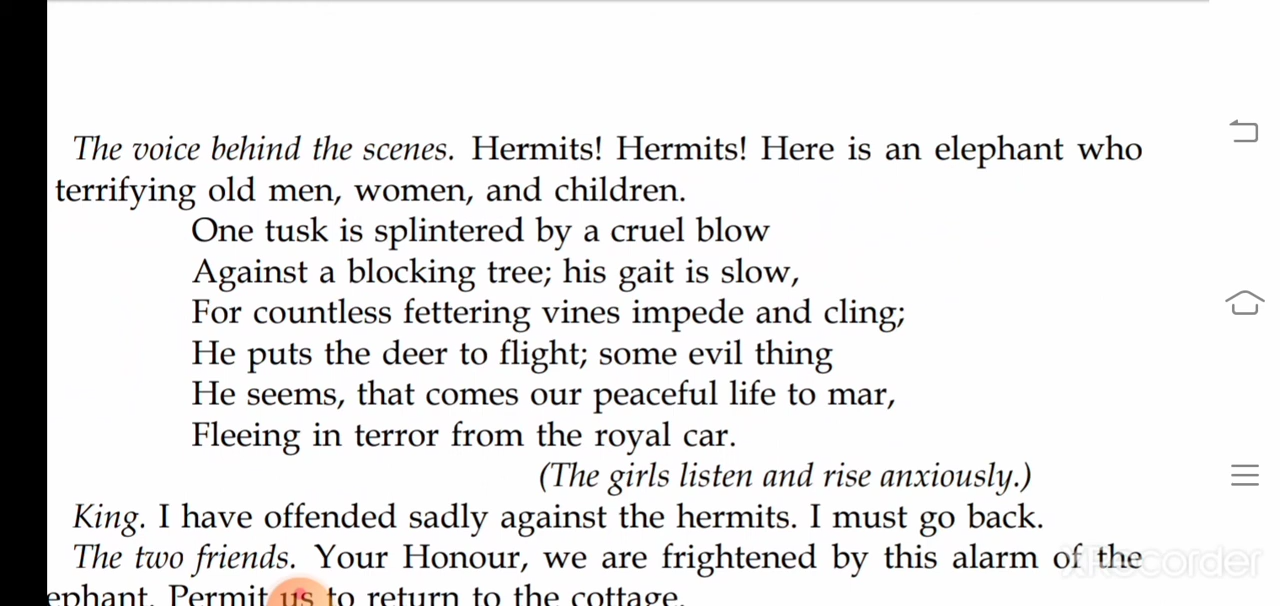 The voice behind the scenes. Hermits! Hermits! Here is an elephant who
terrifying old men, women, and children.
One tusk is splintered by a cruel blow
Against a blocking tree; his gait is slow,
For countless fettering vines impede and cling;
He puts the deer to flight; some evil thing
He seems, that comes our peaceful life to mar,
Fleeing in terror from the royal car.
(The girls listen and rise anxiously.)
King. I have offended sadly against the hermits. I must go back.
The two friends. Your Honour, we are frightened by this alarm of the
ephant. Permit us to return to the cottage.
XRecorder